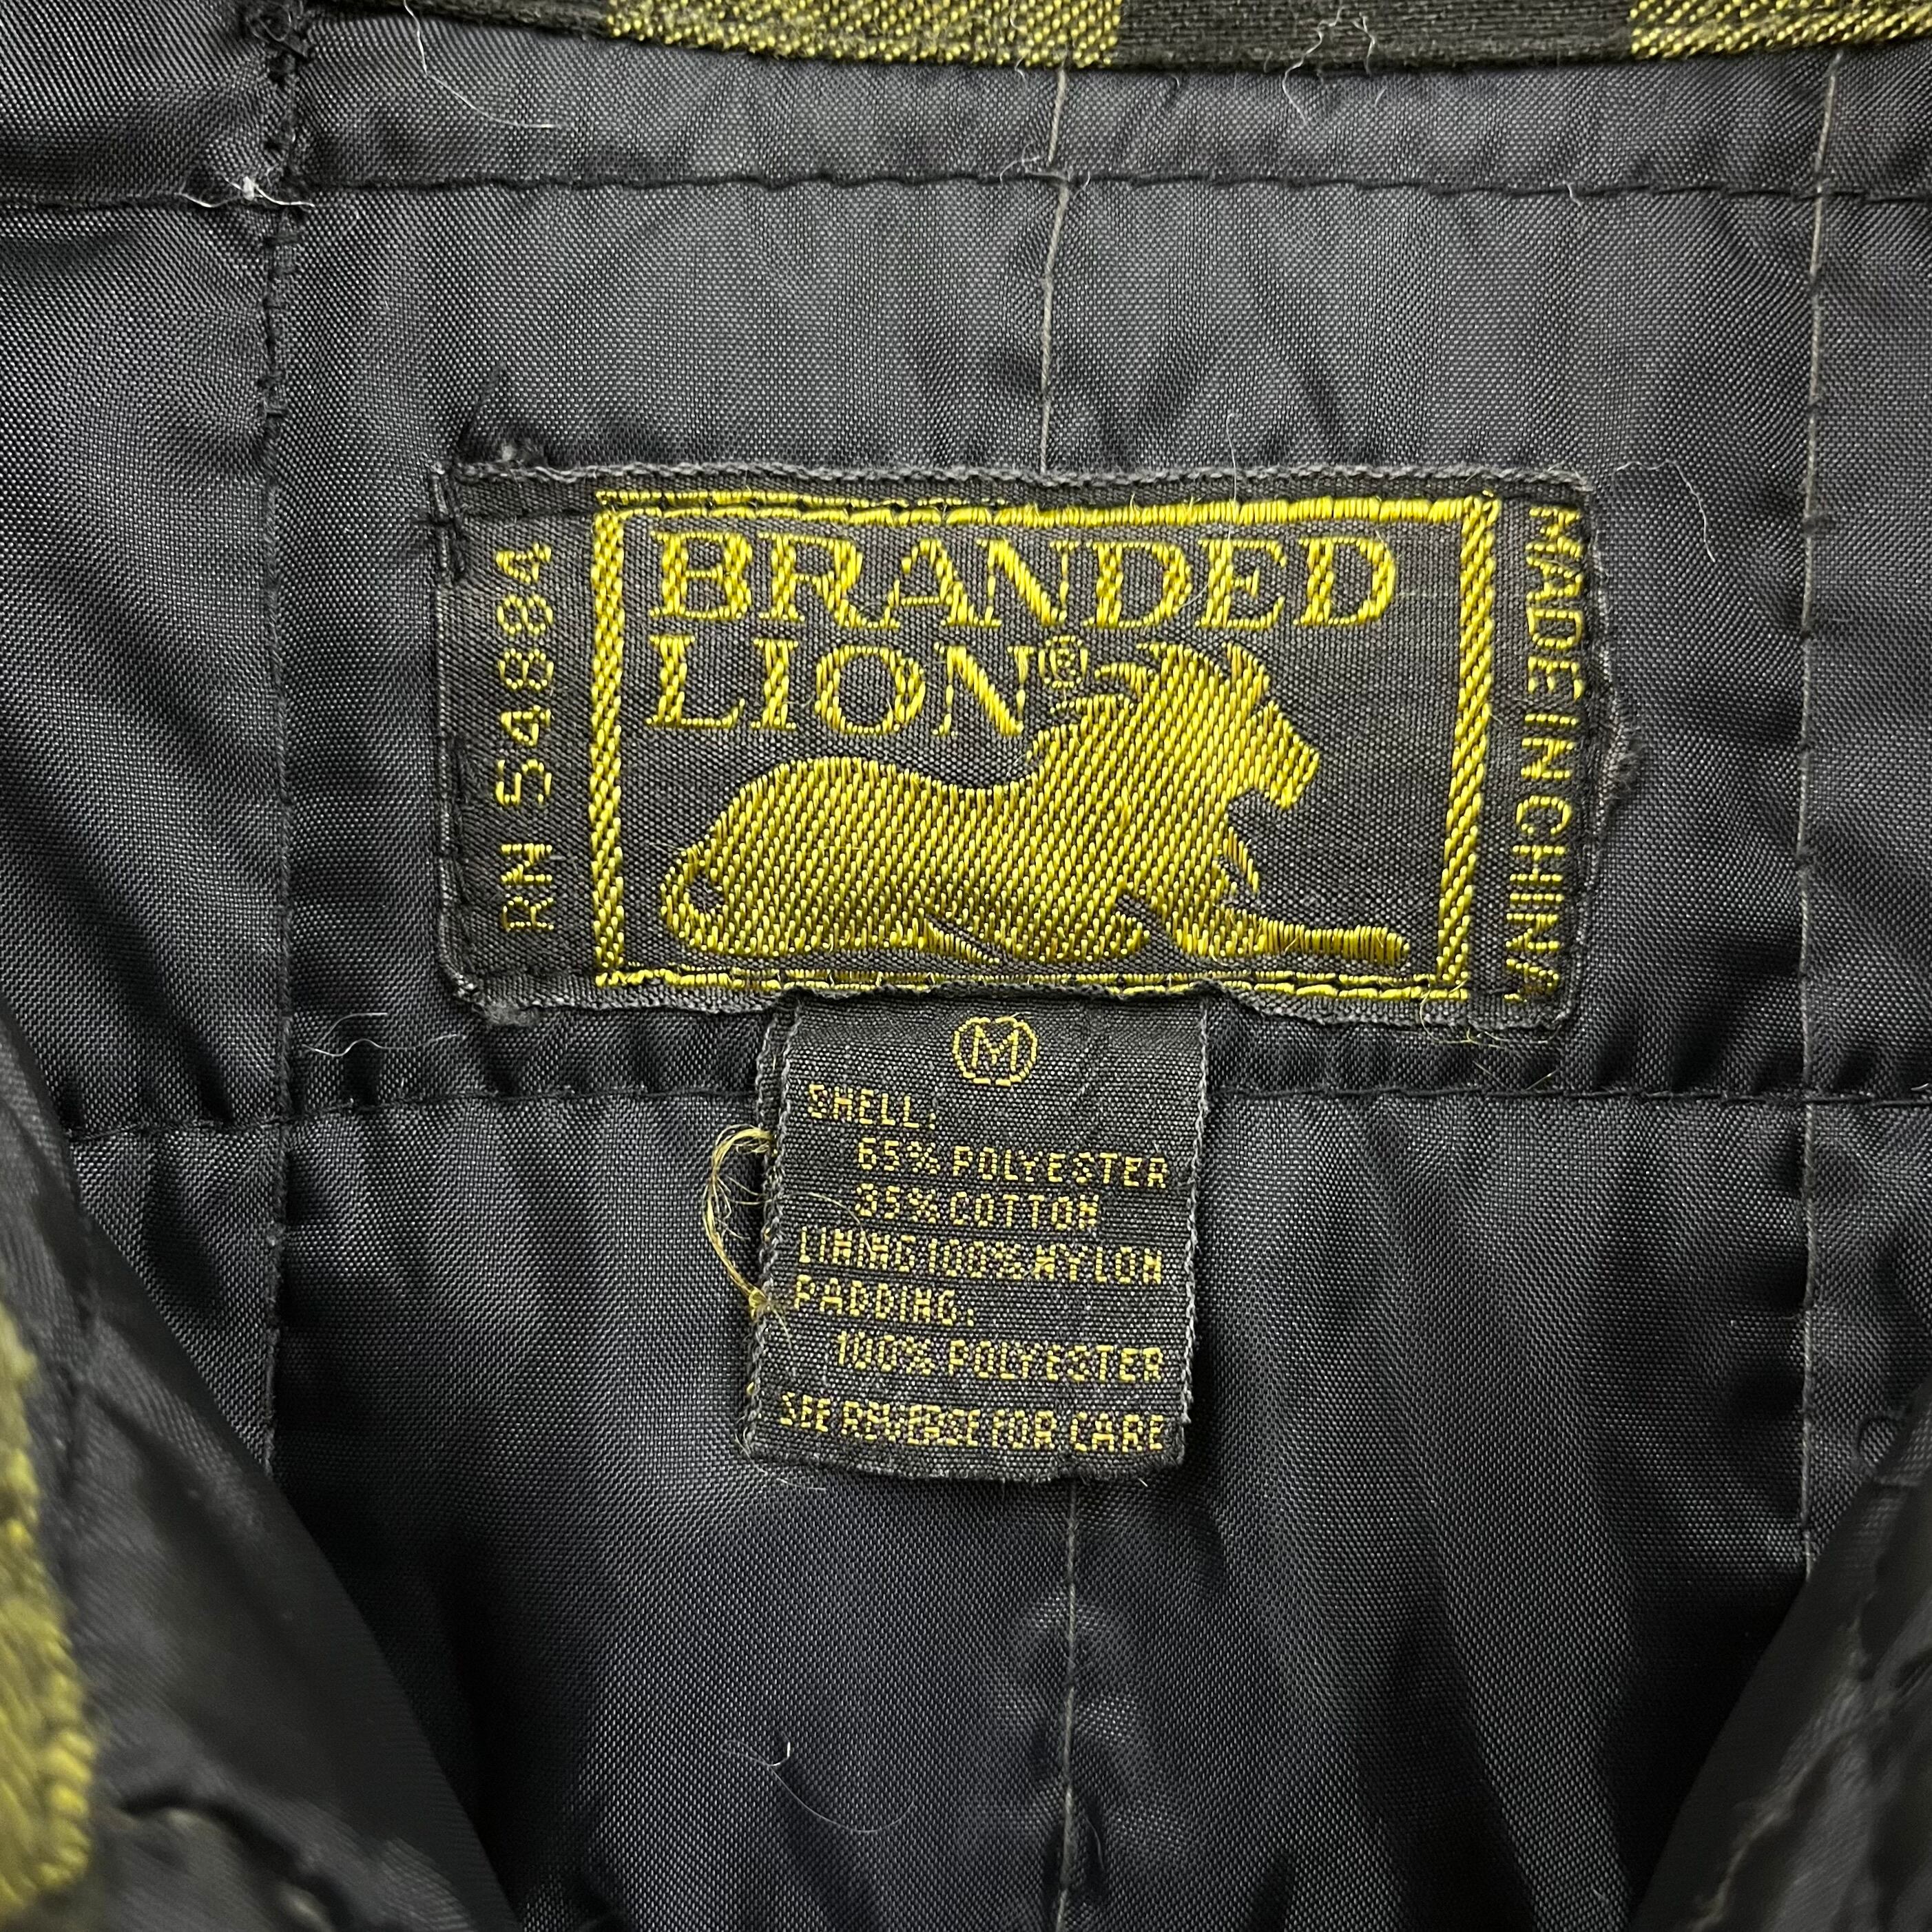 BRANDED
LION®
RN 54884
MADE IN CHINA
M
SHELL:
65% POLYESTER
35% COTTON
LINING 100% NYLON
PADDING:
100% POLYESTER
SEE REVERSE FOR CARE